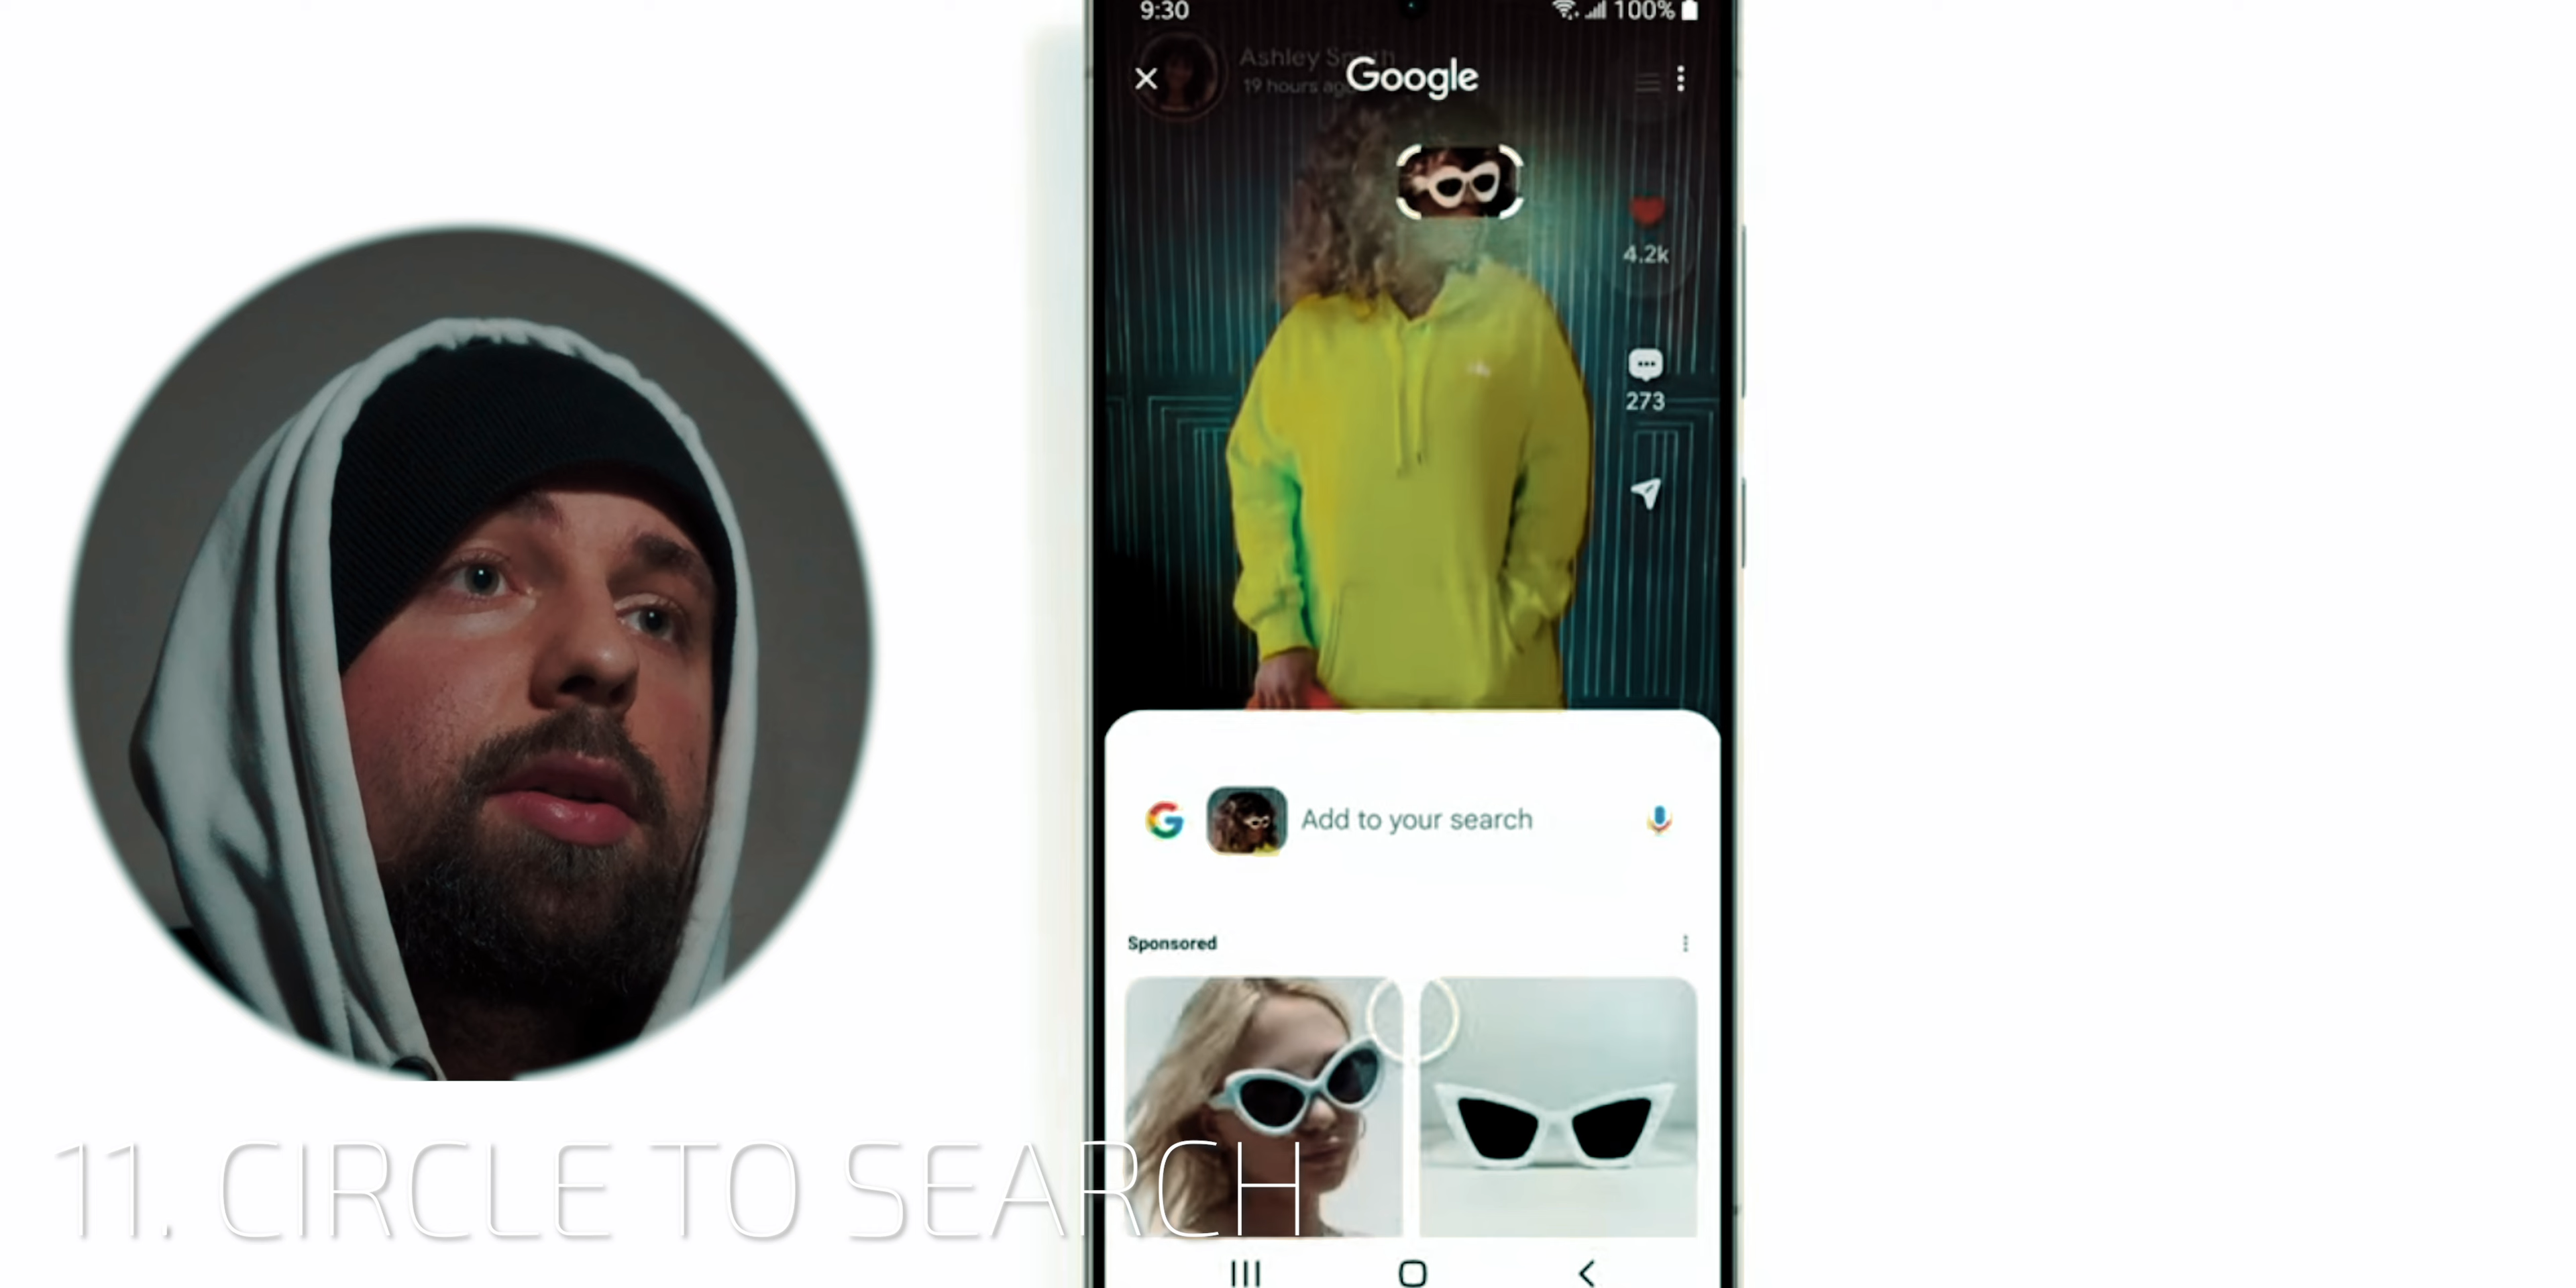 9:30
100%
Ashley Smith
19 hours ago
Google
4.2k
273
G
Add to your search
Sponsored
11. CIRCLE TO SEARCH